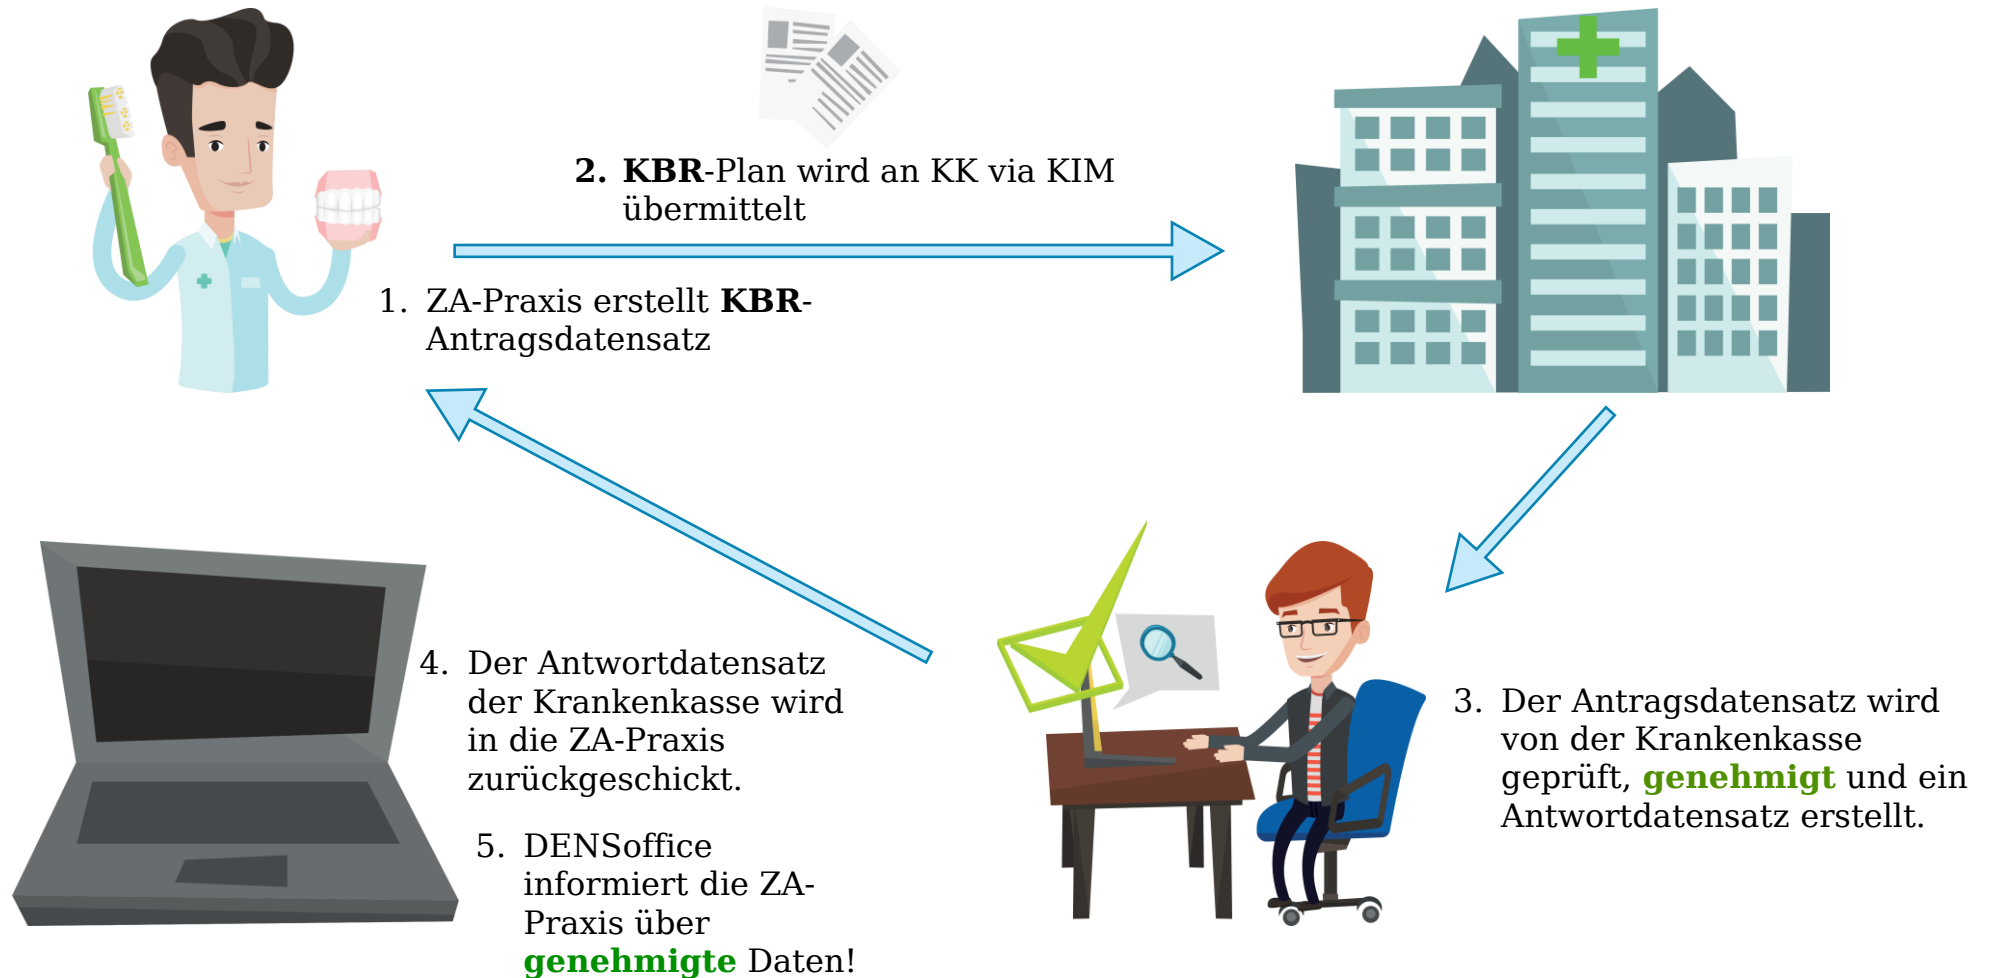 2. KBR-Plan wird an KK via KIM
übermittelt
1. ZA-Praxis erstellt KBR-
Antragsdatensatz
3. Der Antragsdatensatz wird
von der Krankenkasse
geprüft, genehmigt und ein
Antwortdatensatz erstellt.
4. Der Antwortdatensatz
der Krankenkasse wird
in die ZA-Praxis
zurückgeschickt.
5. DENSoffice
informiert die ZA-
Praxis über
genehmigte Daten!